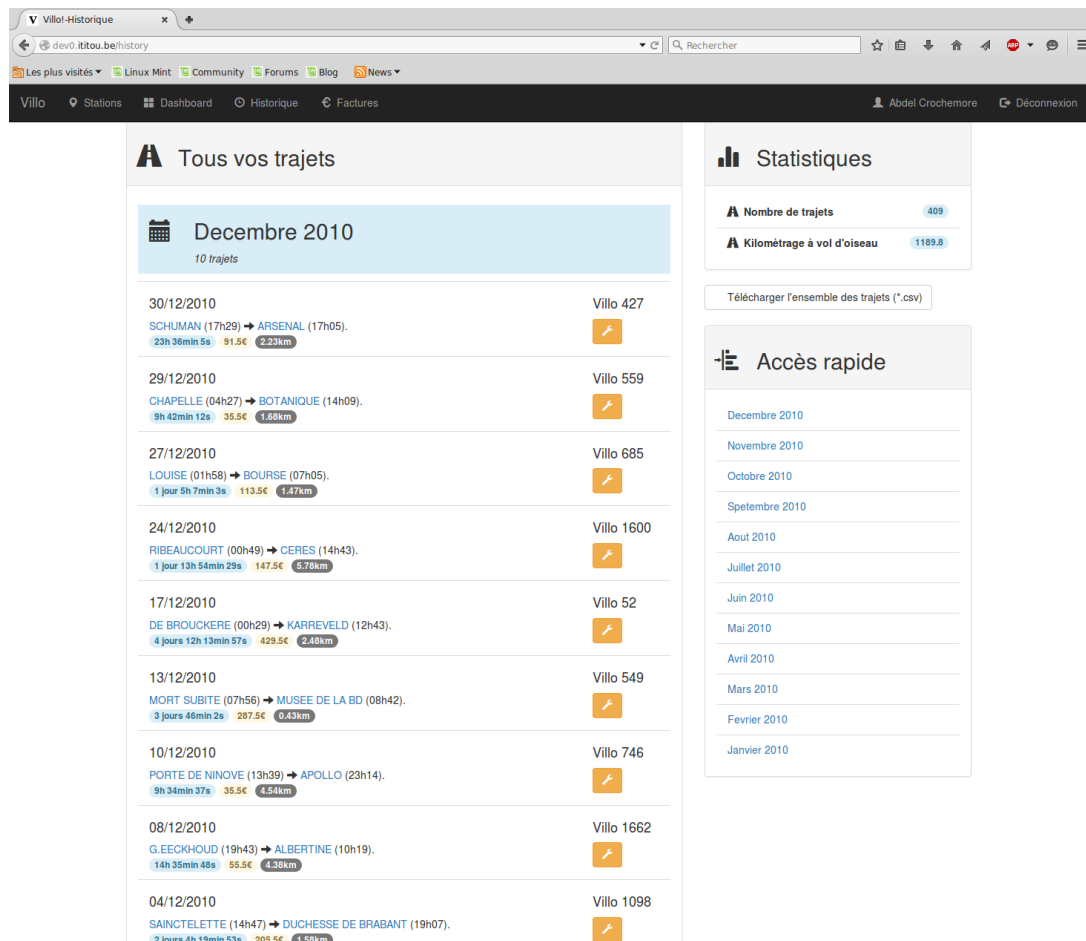 Villo!-Historique
dev0.ititou.be/history
Rechercher
Les plus visités
Linux Mint
Community
Forums
Blog
News
Villo
Stations
Dashboard
Historique
Factures
Abdel Crochemore
Déconnexion
Tous vos trajets
Decembre 2010
10 trajets
30/12/2010
Villo 427
SCHUMAN (17h29) ➔ ARSENAL (17h05).
23h 36min 5s 91.5€ 2.23km
29/12/2010
Villo 559
CHAPELLE (04h27) ➔ BOTANIQUE (14h09).
9h 42min 12s 35.5€ 1.68km
27/12/2010
Villo 685
LOUISE (01h58) ➔ BOURSE (07h05).
1 jour 5h 7min 3s 113.5€ 1.47km
24/12/2010
Villo 1600
RIBEAUCOURT (00h49) ➔ CERES (14h43).
1 jour 13h 54min 29s 147.5€ 5.78km
17/12/2010
Villo 52
DE BROUCKERE (00h29) ➔ KARREVELD (12h43).
4 jours 12h 13min 57s 429.5€ 2.48km
13/12/2010
Villo 549
MORT SUBITE (07h56) ➔ MUSEE DE LA BD (08h42).
3 jours 46min 2s 287.5€ 0.43km
10/12/2010
Villo 746
PORTE DE NINOVE (13h39) ➔ APOLLO (23h14).
9h 34min 37s 35.5€ 4.54km
08/12/2010
Villo 1662
G.EECKHOUD (19h43) ➔ ALBERTINE (10h19).
14h 35min 48s 55.5€ 4.38km
04/12/2010
Villo 1098
SAINCTELETTE (14h47) ➔ DUCHESSE DE BRABANT (19h07).
2 jours 4h 19min 53s 205.5€ 1.58km
Statistiques
Nombre de trajets 409
Kilomètrage à vol d'oiseau 1189.8
Télécharger l'ensemble des trajets (*.csv)
Accès rapide
Decembre 2010
Novembre 2010
Octobre 2010
Spetembre 2010
Aout 2010
Juillet 2010
Juin 2010
Mai 2010
Avril 2010
Mars 2010
Fevrier 2010
Janvier 2010